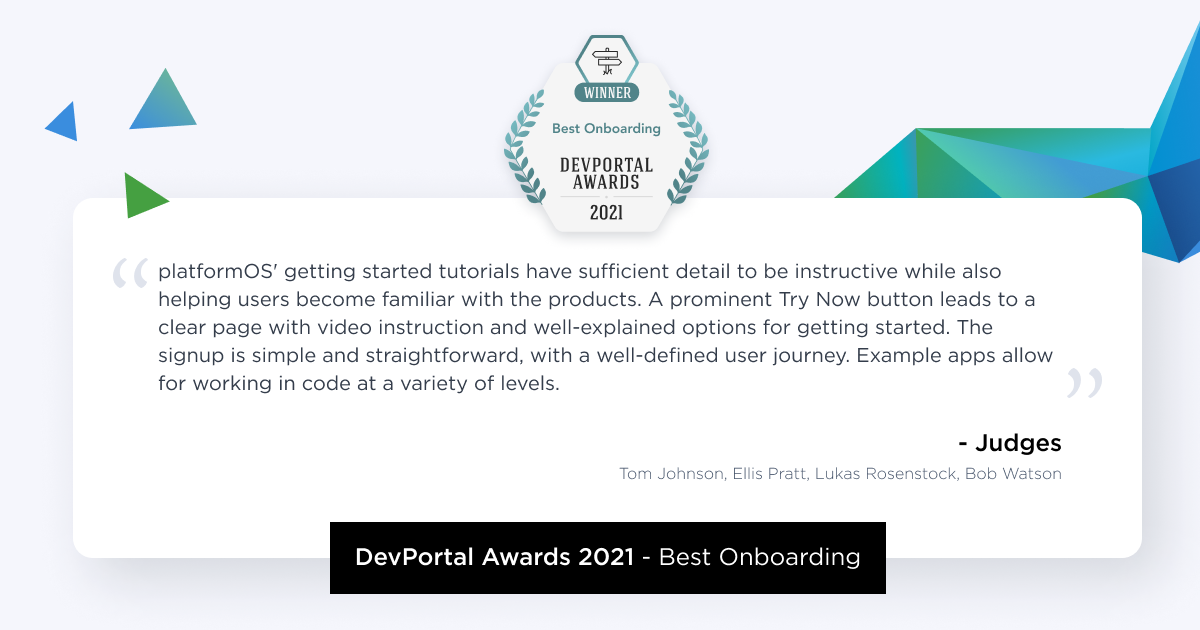 WINNER
Best Onboarding
DEVPORTAL
AWARDS
2021
“ platformOS' getting started tutorials have sufficient detail to be instructive while also
helping users become familiar with the products. A prominent Try Now button leads to a
clear page with video instruction and well-explained options for getting started. The
signup is simple and straightforward, with a well-defined user journey. Example apps allow
for working in code at a variety of levels. ”
- Judges
Tom Johnson, Ellis Pratt, Lukas Rosenstock, Bob Watson
DevPortal Awards 2021 - Best Onboarding